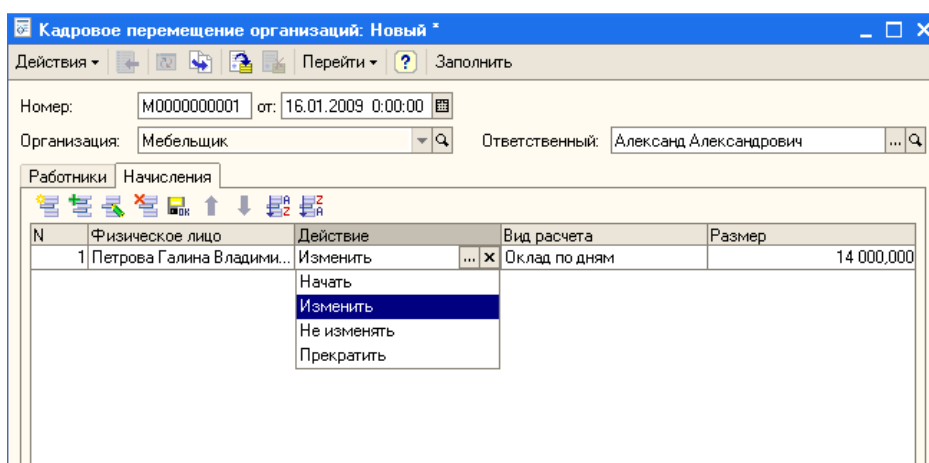 Кадровое перемещение организаций: Новый *
Действия Перейти ? Заполнить
Номер: М0000000001 от: 16.01.2009 0:00:00
Организация: Мебельщик Ответственный: Александ Александрович ...
Работники Начисления
N Физическое лицо Действие Вид расчета Размер
1 Петрова Галина Владими... Изменить ... × Оклад по дням 14 000,000
Начать
Изменить
Не изменять
Прекратить